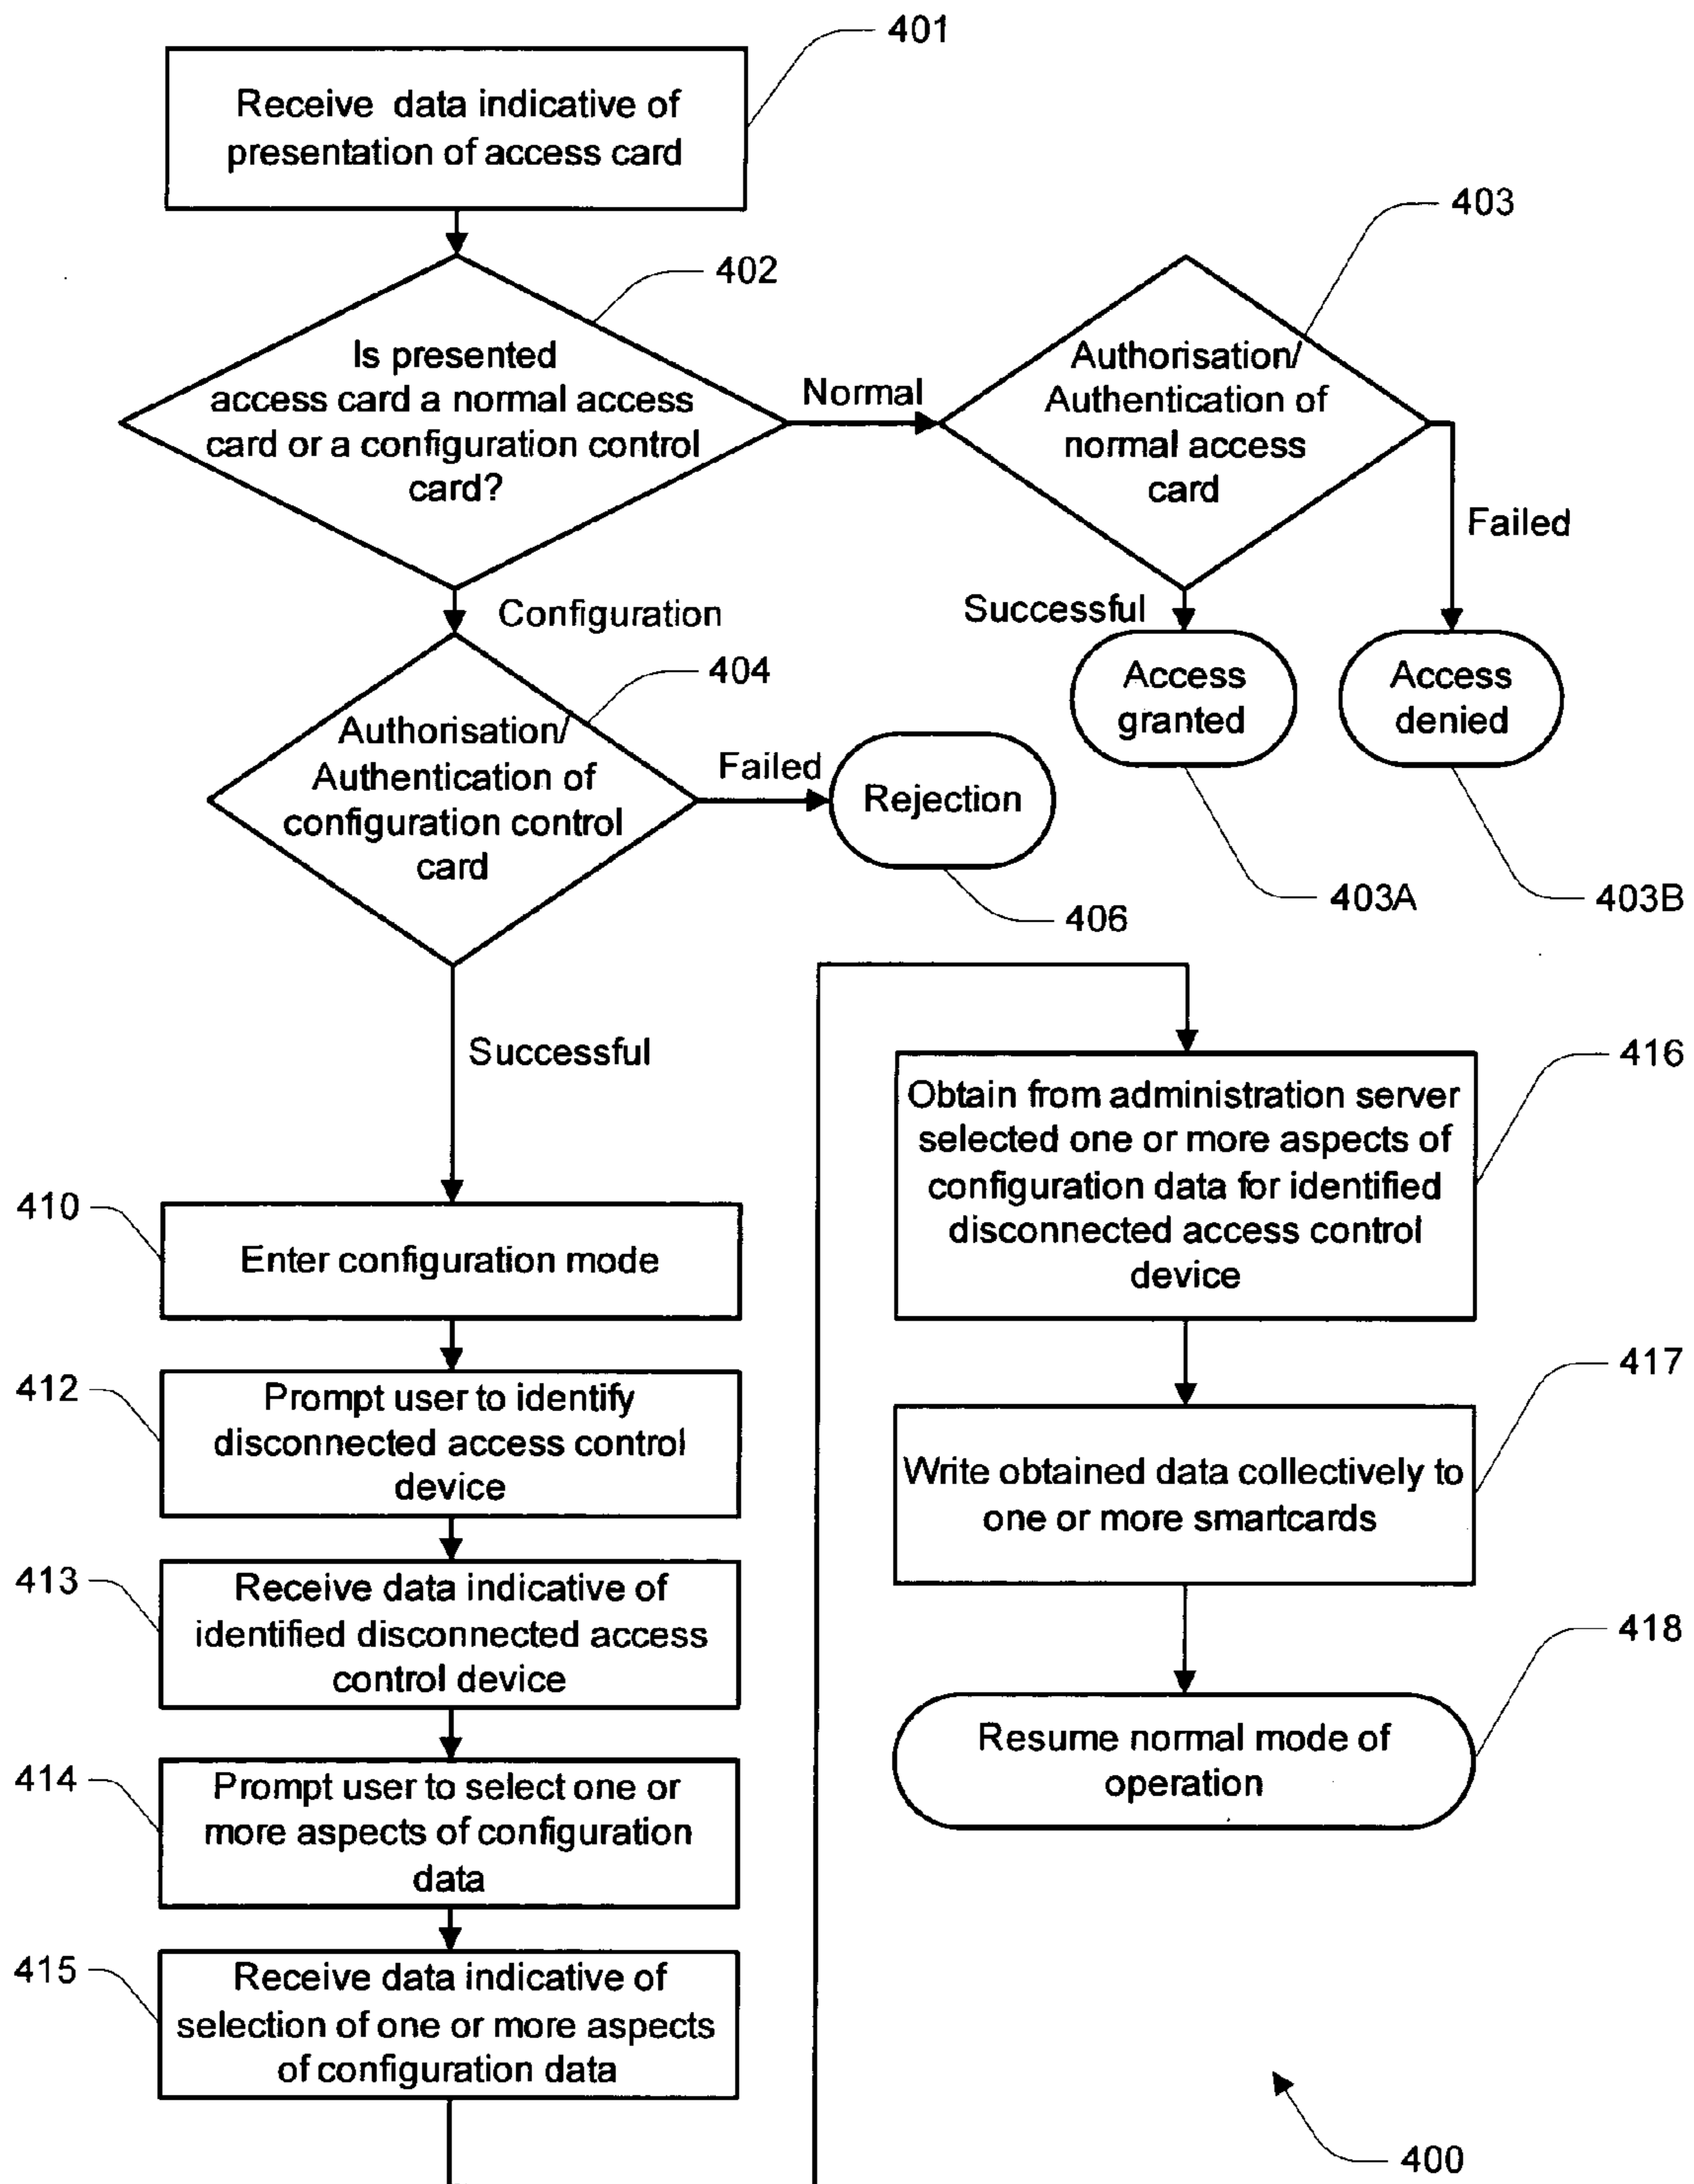 401
Receive data indicative of
presentation of access card
402
Is presented
access card a normal access
card or a configuration control
card?
Normal
403
Authorisation/
Authentication of
normal access
card
Failed
Successful
Access
granted
403A
Access
denied
403B
Configuration
404
Authorisation/
Authentication of
configuration control
card
Failed
Rejection
406
Successful
410
Enter configuration mode
412
Prompt user to identify
disconnected access control
device
413
Receive data indicative of
identified disconnected access
control device
414
Prompt user to select one or
more aspects of configuration
data
415
Receive data indicative of
selection of one or more aspects
of configuration data
416
Obtain from administration server
selected one or more aspects of
configuration data for identified
disconnected access control
device
417
Write obtained data collectively to
one or more smartcards
418
Resume normal mode of
operation
400